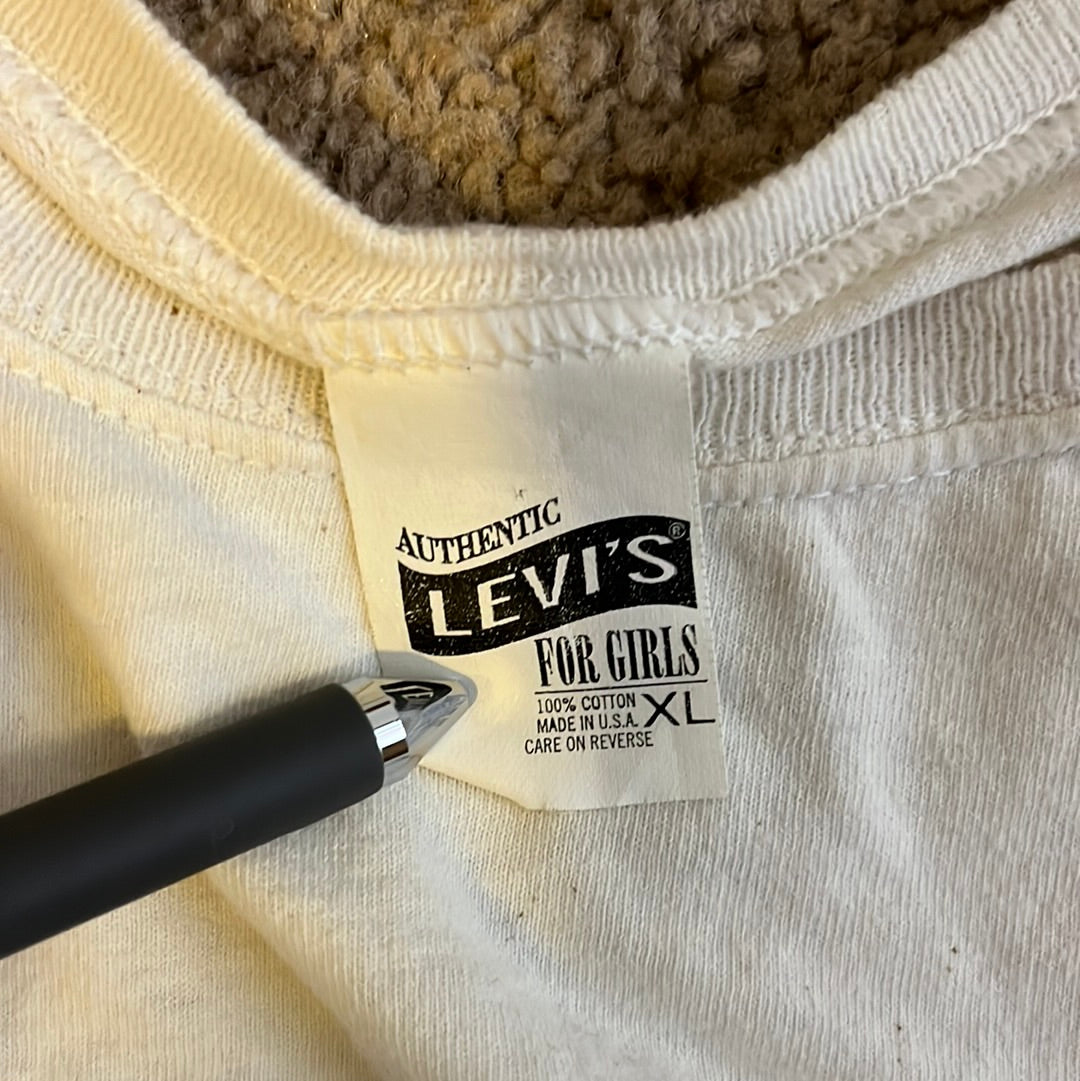 AUTHENTIC
LEVI'S®
FOR GIRLS
100% COTTON
MADE IN U.S.A. XL
CARE ON REVERSE